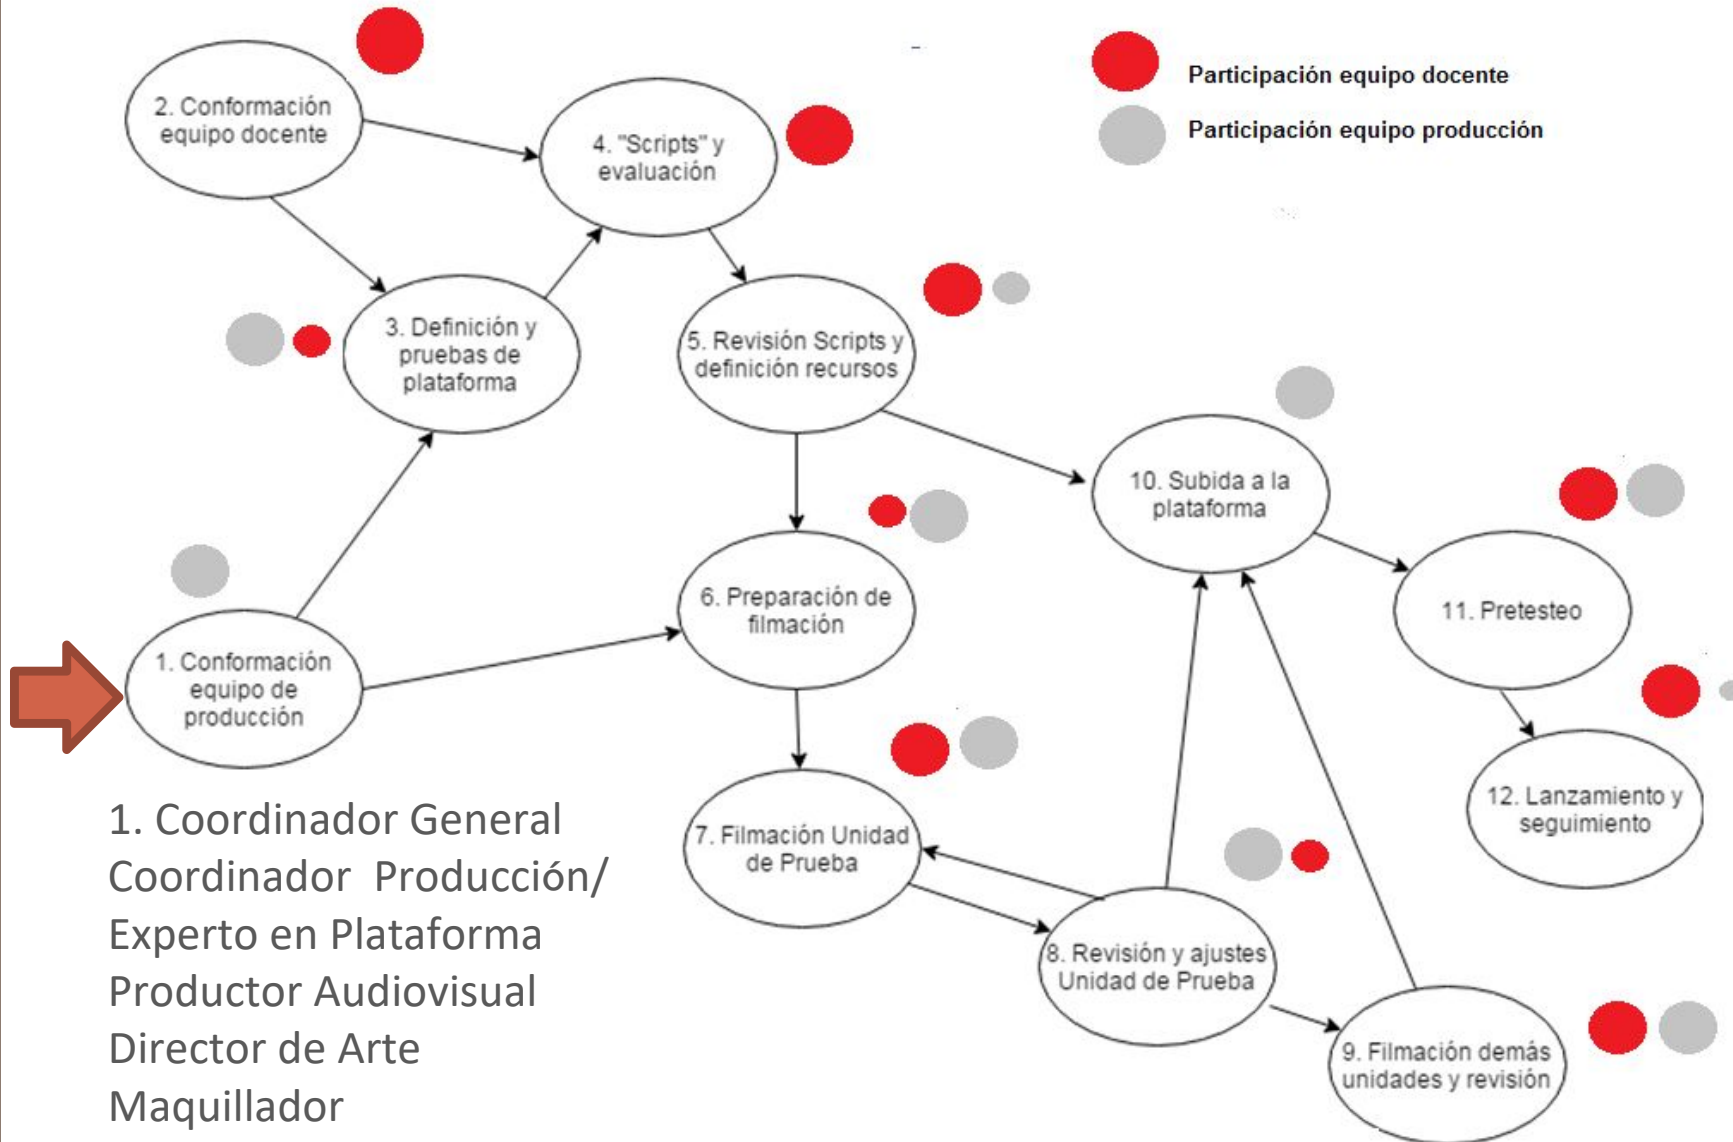 2. Conformación
equipo docente
4. "Scripts" y
evaluación
Participación equipo docente
Participación equipo producción
3. Definición y
pruebas de
plataforma
5. Revisión Scripts y
definición recursos
10. Subida a la
plataforma
6. Preparación de
filmación
11. Pretesteo
1. Conformación
equipo de
producción
12. Lanzamiento y
seguimiento
7. Filmación Unidad
de Prueba
8. Revisión y ajustes
Unidad de Prueba
9. Filmación demás
unidades y revisión
1. Coordinador General
Coordinador  Producción/
Experto en Plataforma
Productor Audiovisual
Director de Arte
Maquillador